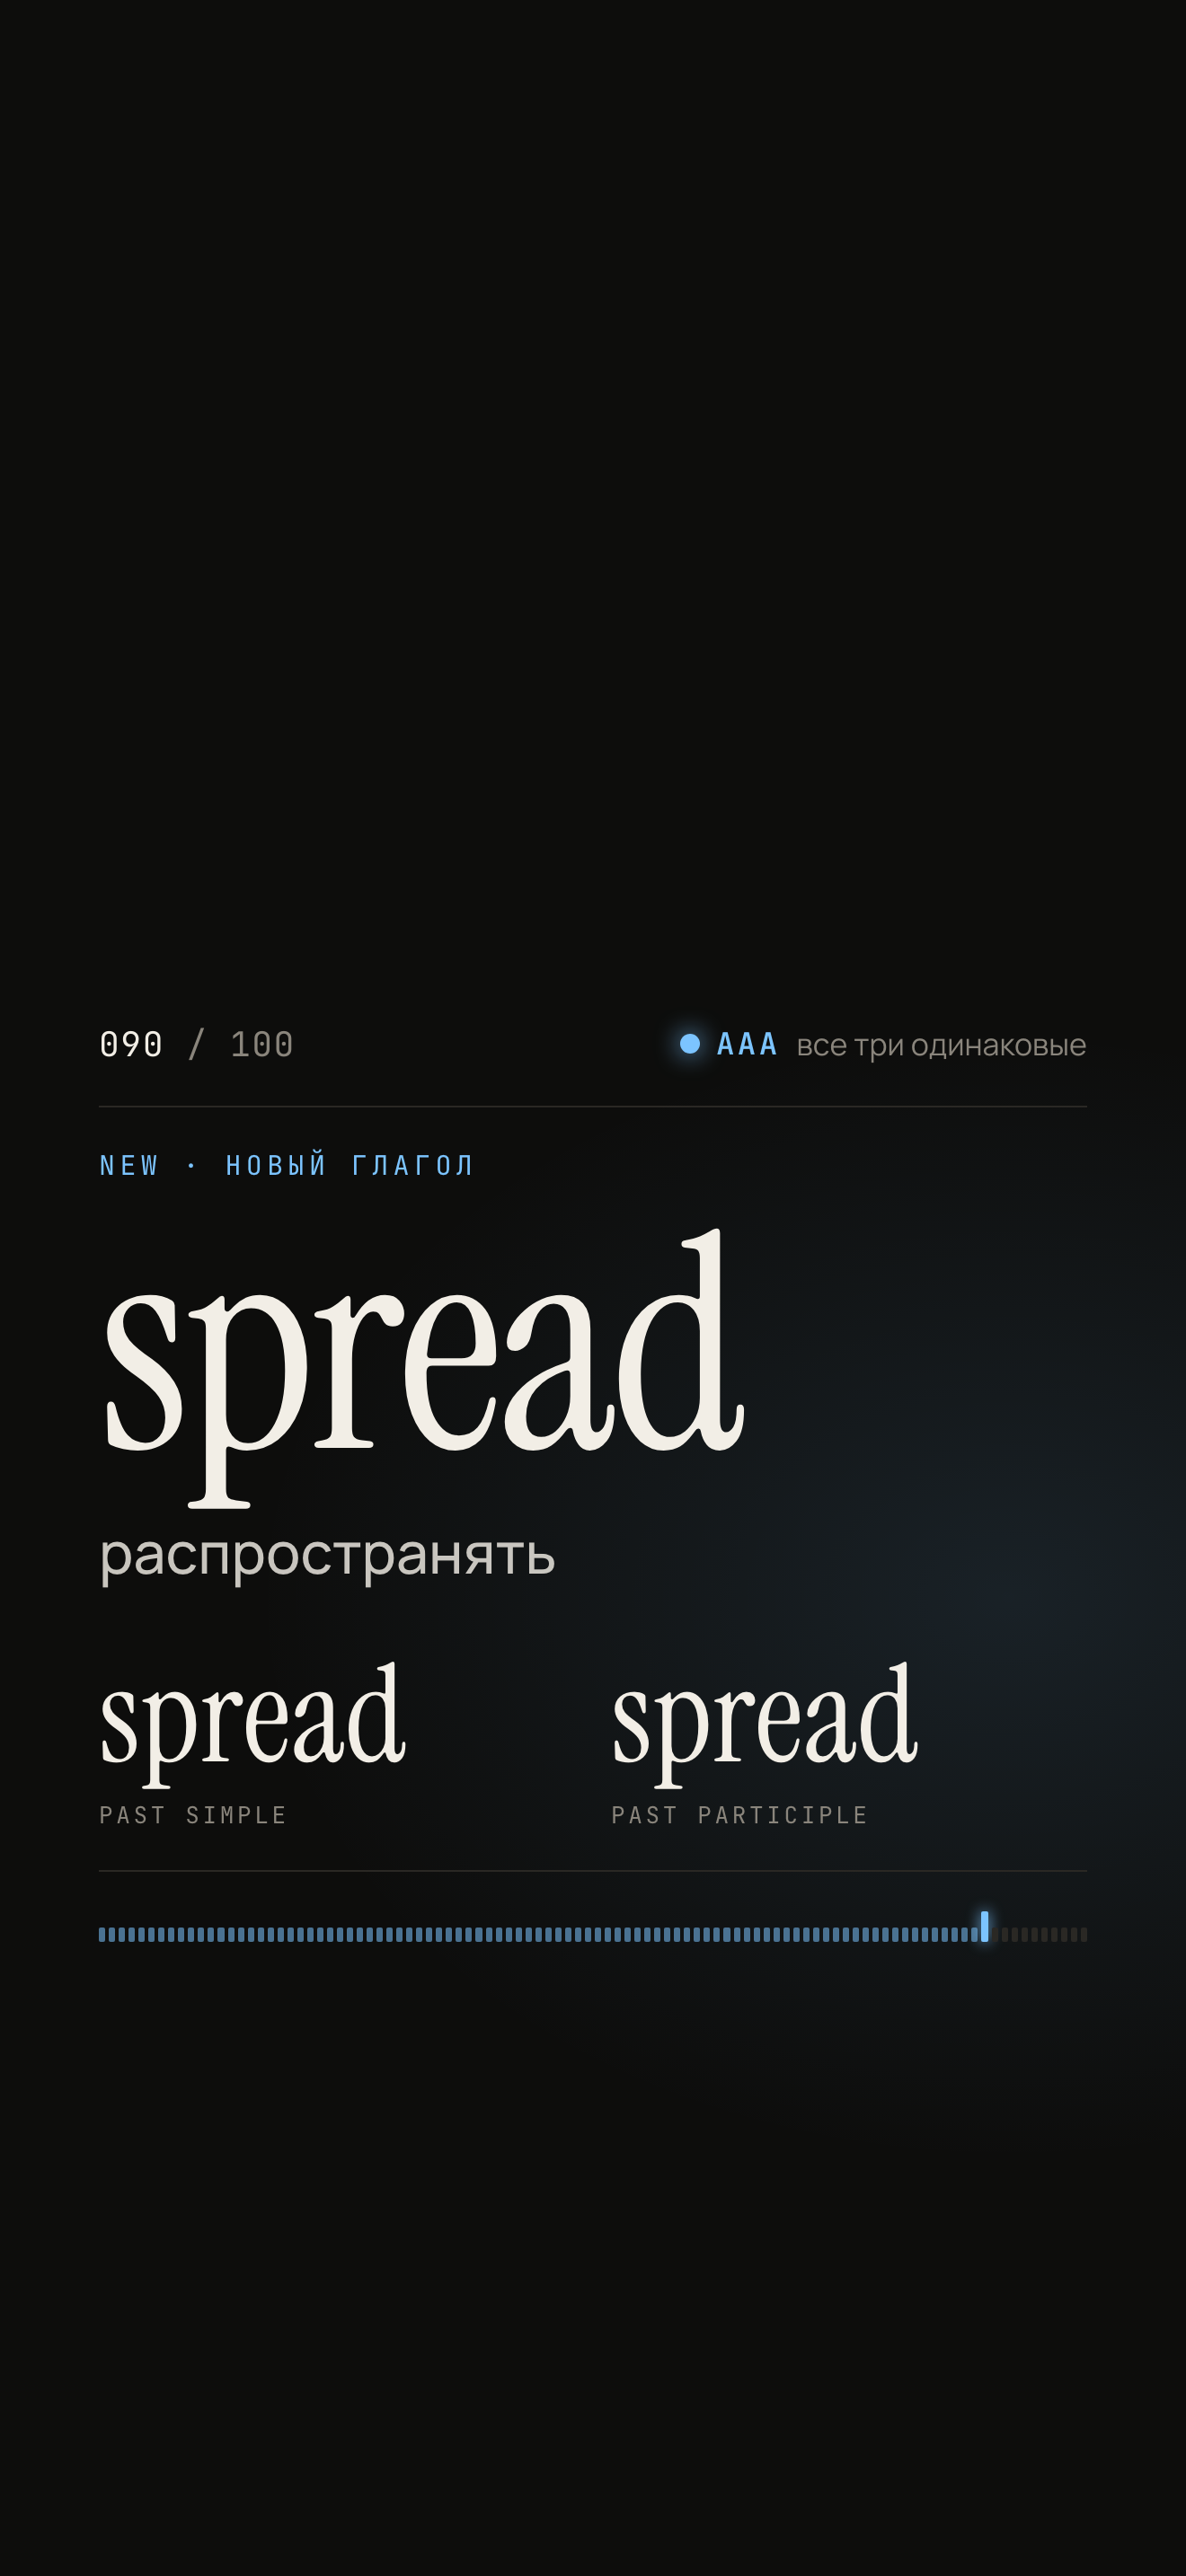 090 / 100 AAA все три одинаковые
NEW · НОВЫЙ ГЛАГОЛ
spread
распространять
spread spread
PAST SIMPLE PAST PARTICIPLE